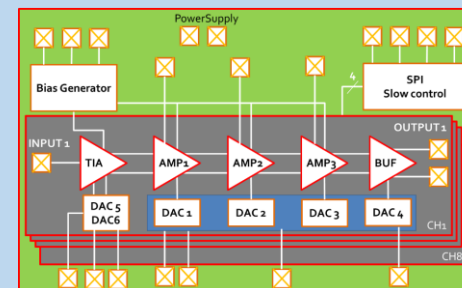 PowerSupply
Bias Generator
4
SPI
Slow control
INPUT 1
OUTPUT 1
TIA
AMP1
AMP2
AMP3
BUF
DAC 5
DAC6
DAC 1
DAC 2
DAC 3
DAC 4
CH1
CH8